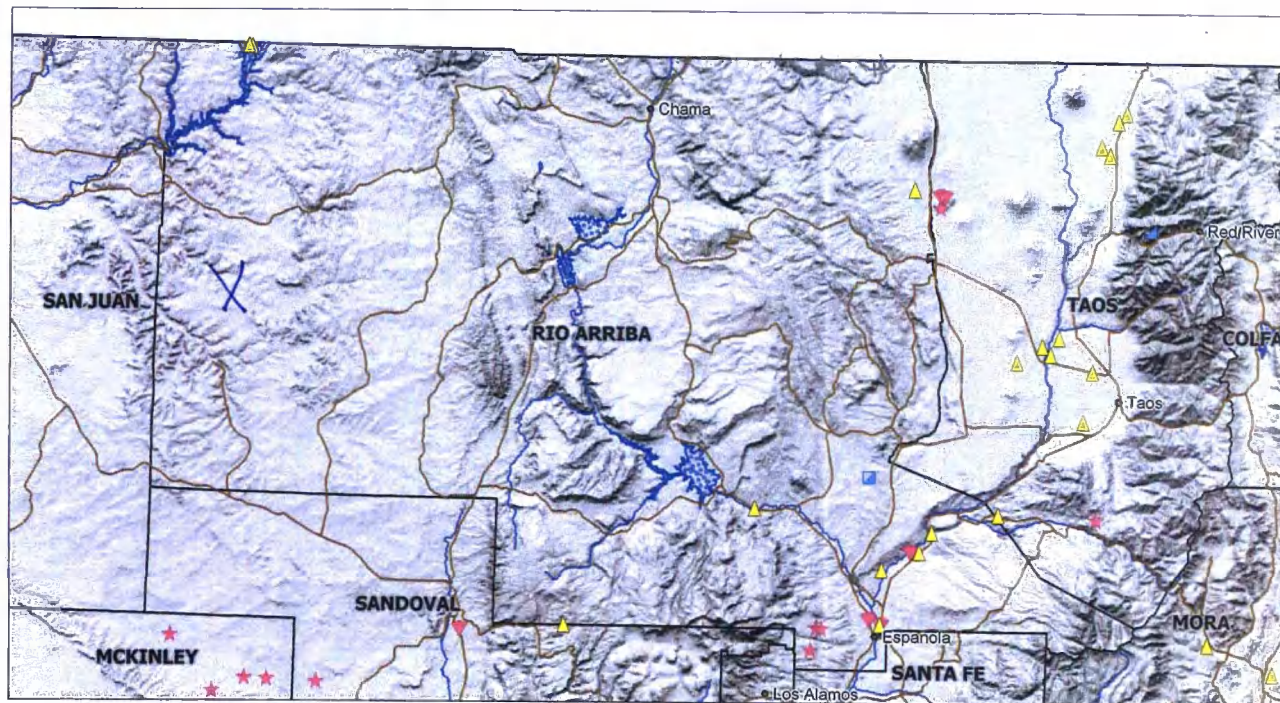 Chama
Red River
SAN JUAN
X
TAOS
RIO ARRIBA
COLFA
Taos
SANDOVAL
Espanola
MORA
MCKINLEY
SANTA FE
Los Alamos